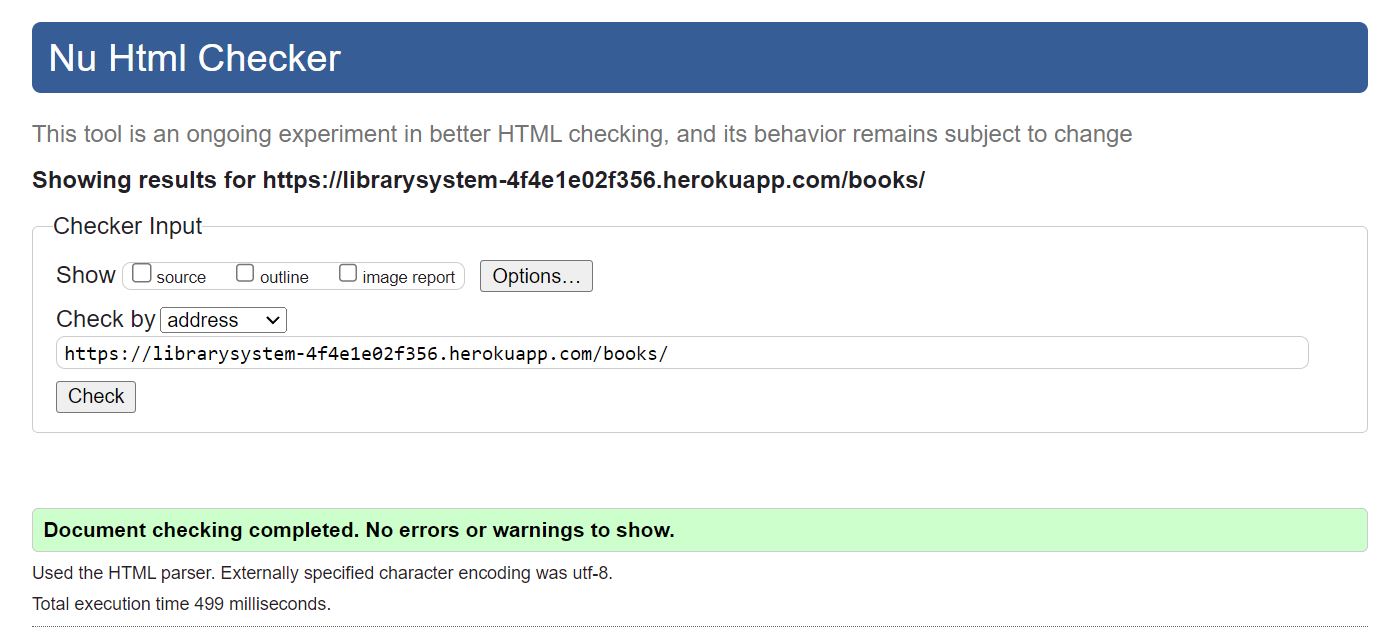 Nu Html Checker
This tool is an ongoing experiment in better HTML checking, and its behavior remains subject to change
Showing results for https://librarysystem-4f4e1e02f356.herokuapp.com/books/
Checker Input
Show source outline image report Options...
Check by address
https://librarysystem-4f4e1e02f356.herokuapp.com/books/
Check
Document checking completed. No errors or warnings to show.
Used the HTML parser. Externally specified character encoding was utf-8.
Total execution time 499 milliseconds.